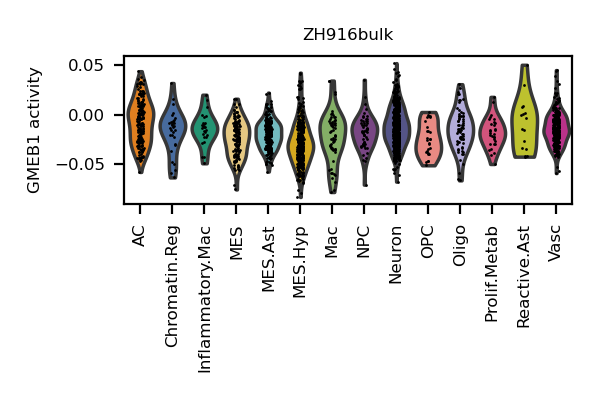 ZH916bulk
GMEB1 activity
0.05
0.00
−0.05
AC
Chromatin.Reg
Inflammatory.Mac
MES
MES.Ast
MES.Hyp
Mac
NPC
Neuron
OPC
Oligo
Prolif.Metab
Reactive.Ast
Vasc